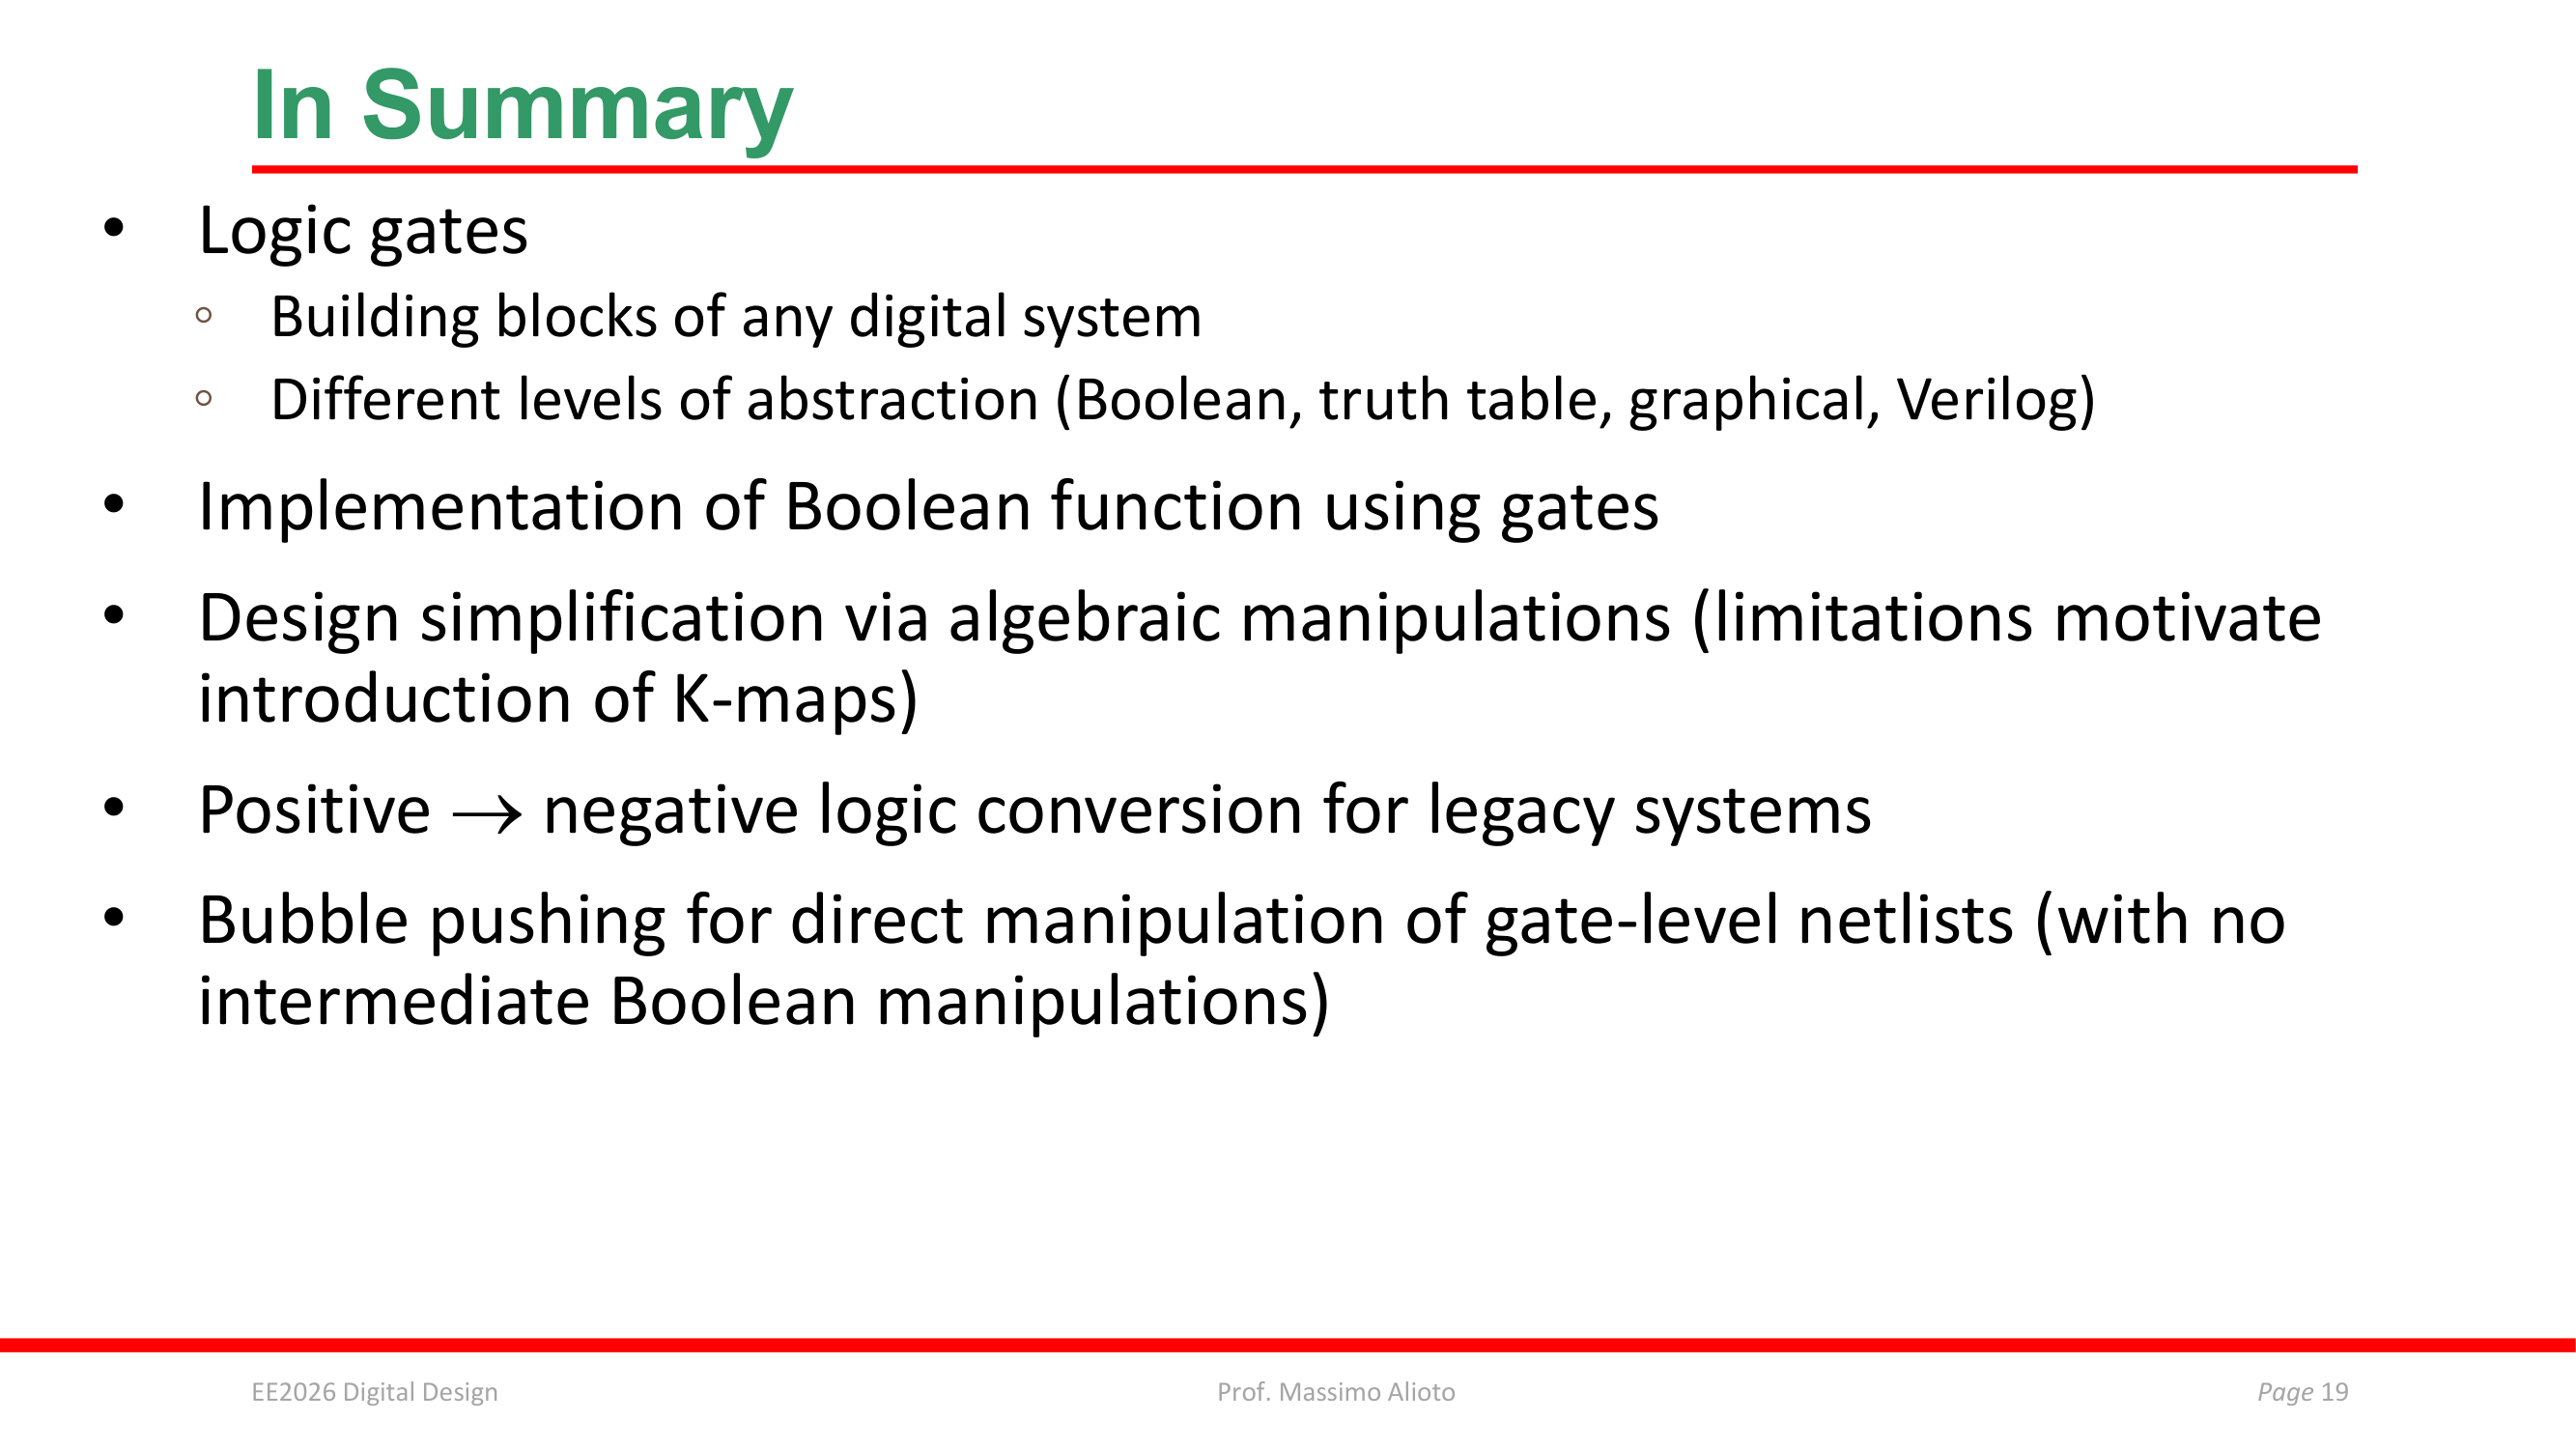 In Summary
• Logic gates
◦ Building blocks of any digital system
◦ Different levels of abstraction (Boolean, truth table, graphical, Verilog)
• Implementation of Boolean function using gates
• Design simplification via algebraic manipulations (limitations motivate
introduction of K-maps)
• Positive → negative logic conversion for legacy systems
• Bubble pushing for direct manipulation of gate-level netlists (with no
intermediate Boolean manipulations)
EE2026 Digital Design
Prof. Massimo Alioto
Page 19